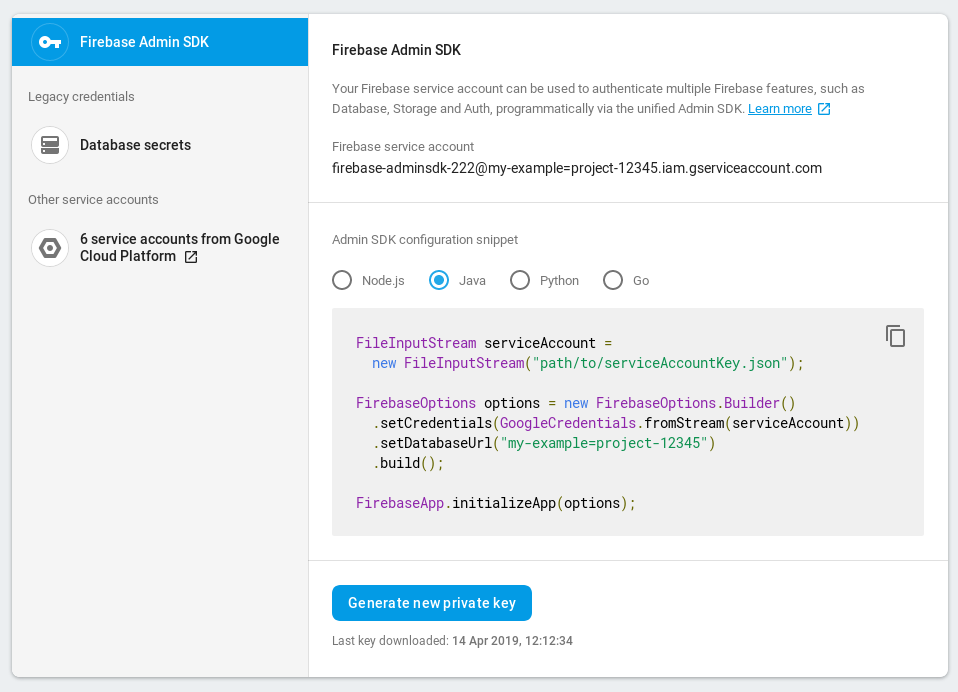 Firebase Admin SDK
Legacy credentials
Database secrets
Other service accounts
6 service accounts from Google
Cloud Platform
Firebase Admin SDK
Your Firebase service account can be used to authenticate multiple Firebase features, such as
Database, Storage and Auth, programmatically via the unified Admin SDK. Learn more
Firebase service account
firebase-adminsdk-222@my-example=project-12345.iam.gserviceaccount.com
Admin SDK configuration snippet
Node.js Java Python Go
FileInputStream serviceAccount =
  new FileInputStream("path/to/serviceAccountKey.json");
FirebaseOptions options = new FirebaseOptions.Builder()
  .setCredentials(GoogleCredentials.fromStream(serviceAccount))
  .setDatabaseUrl("my-example=project-12345")
  .build();
FirebaseApp.initializeApp(options);
Generate new private key
Last key downloaded: 14 Apr 2019, 12:12:34